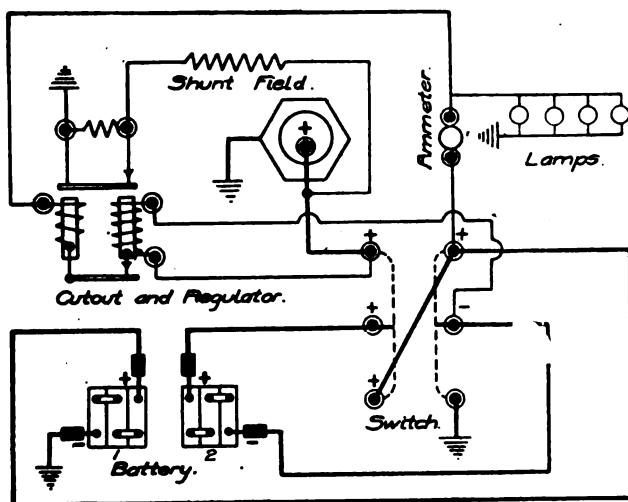 Shunt Field.
Ammeter.
Lamps.
+
+
+
Cutout and Regulator.
+
-
+
+
+
Switch.
-
1
2
-
Battery.